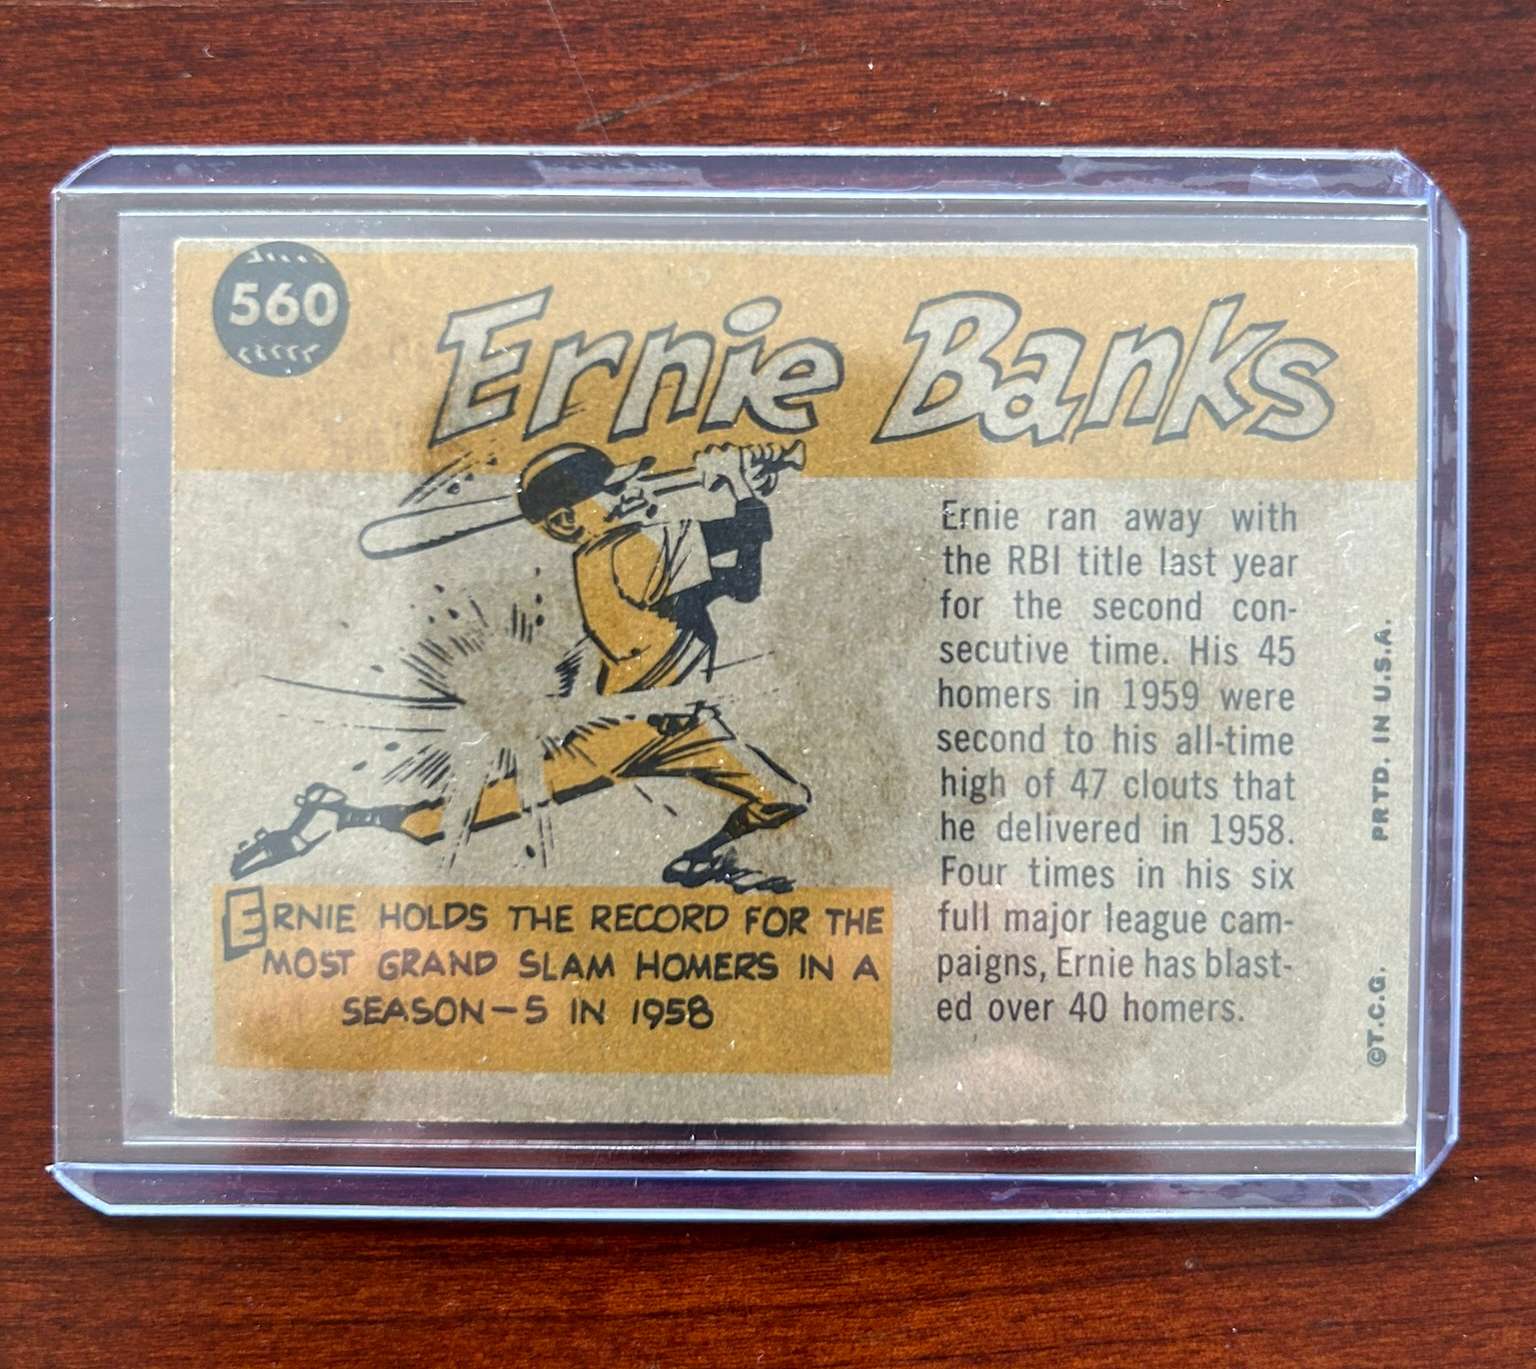 560
Ernie Banks
Ernie ran away with
the RBI title last year
for the second con-
secutive time. His 45
homers in 1959 were
second to his all-time
high of 47 clouts that
he delivered in 1958.
Four times in his six
full major league cam-
paigns, Ernie has blast-
ed over 40 homers.
ERNIE HOLDS THE RECORD FOR THE
MOST GRAND SLAM HOMERS IN A
SEASON-5 IN 1958
©T.C.G. PRTD. IN U.S.A.